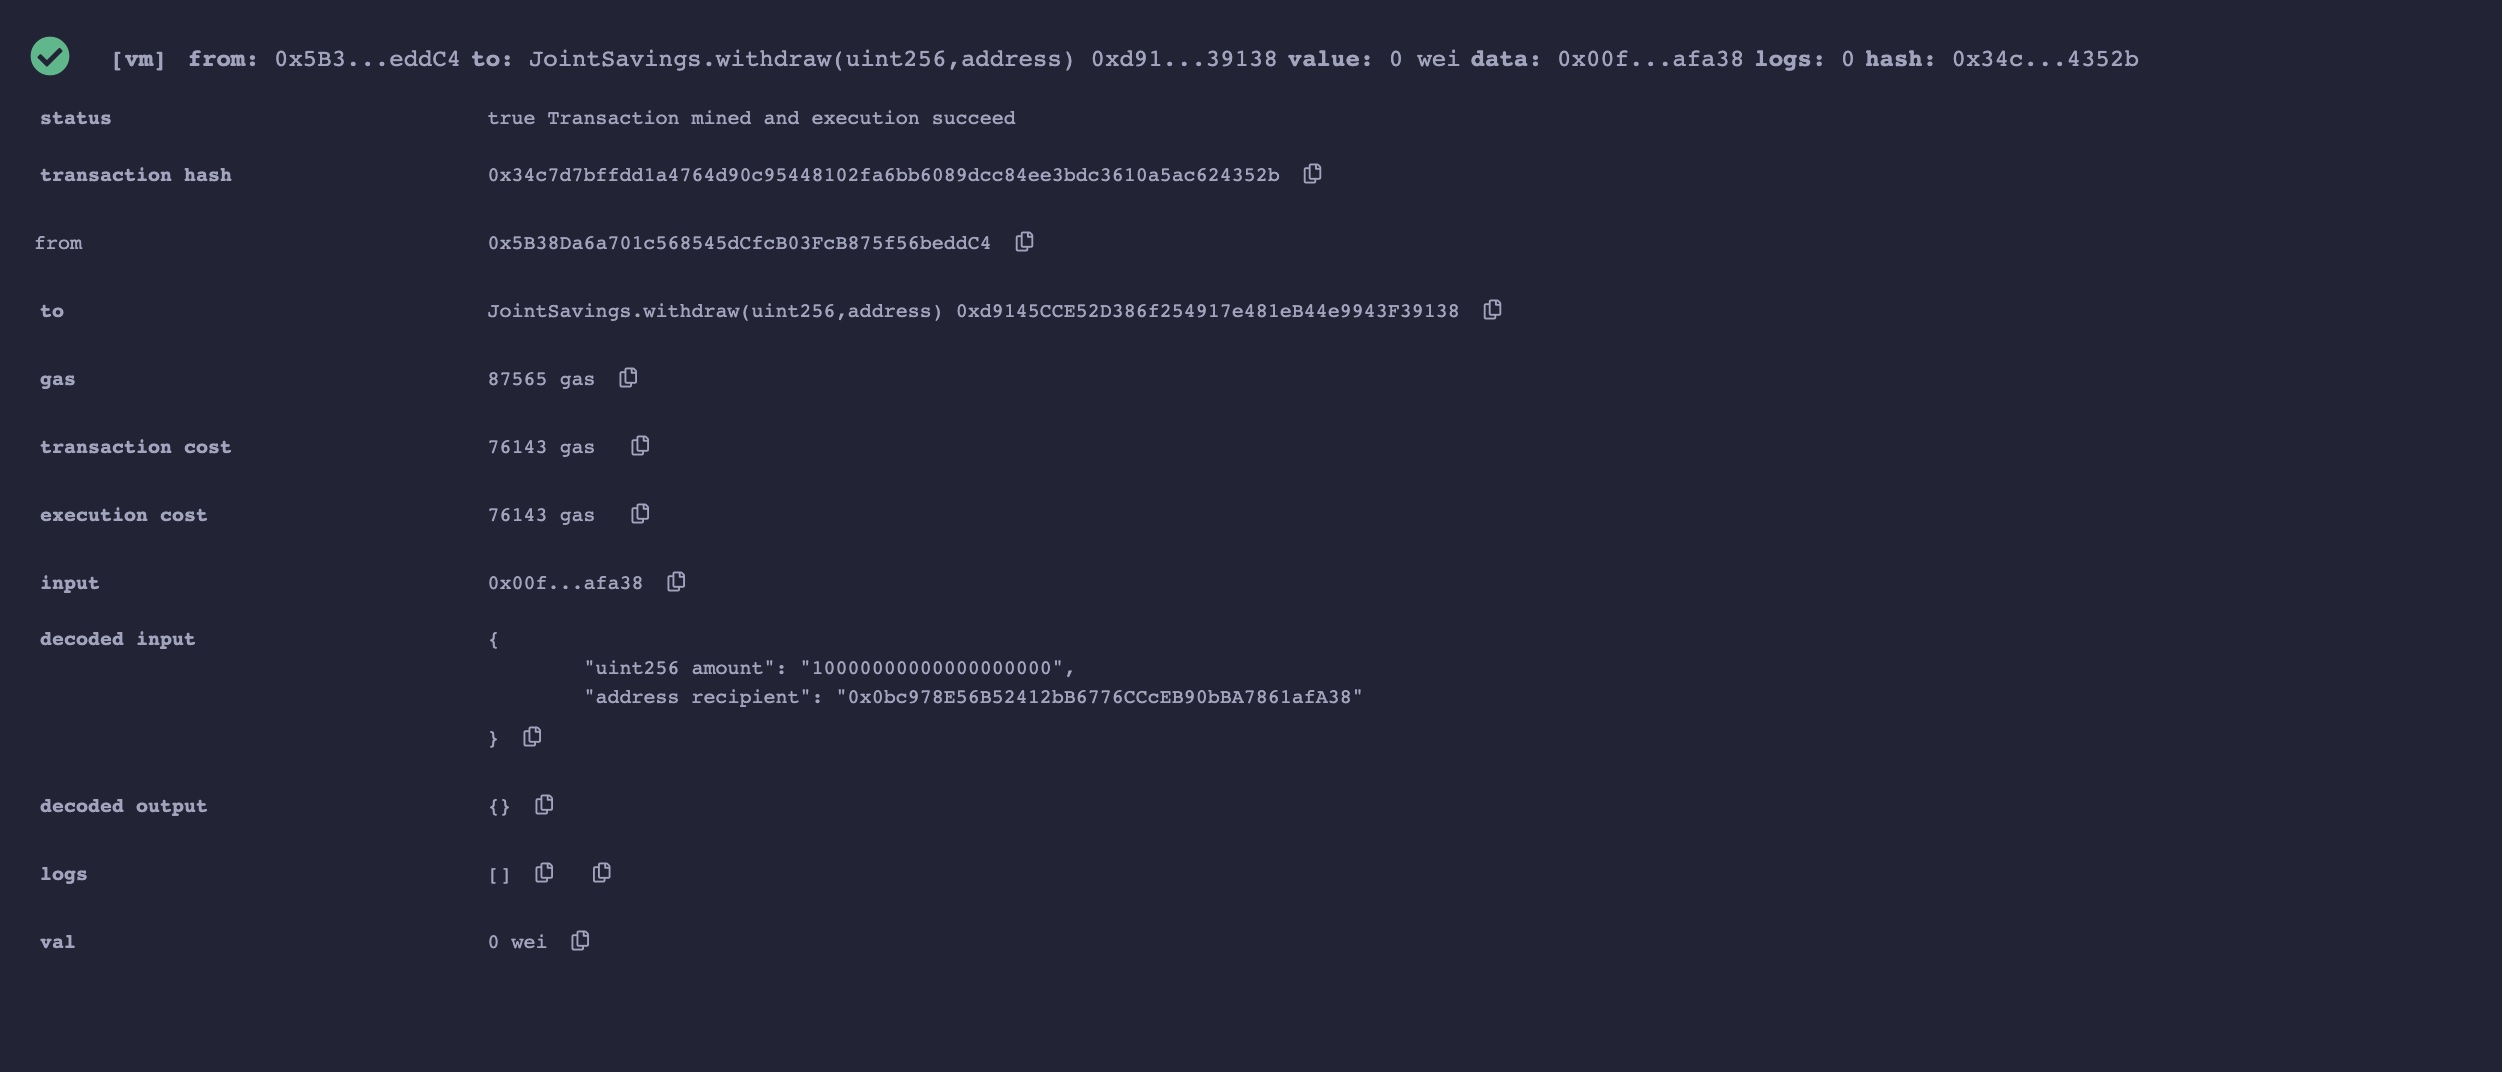 [vm] from: 0x5B3...eddC4 to: JointSavings.withdraw(uint256,address) 0xd91...39138 value: 0 wei data: 0x00f...afa38 logs: 0 hash: 0x34c...4352b
status true Transaction mined and execution succeed
transaction hash 0x34c7d7bffdd1a4764d90c95448102fa6bb6089dcc84ee3bdc3610a5ac624352b
from 0x5B38Da6a701c568545dCfcB03FcB875f56beddC4
to JointSavings.withdraw(uint256,address) 0xd9145CCE52D386f254917e481eB44e9943F39138
gas 87565 gas
transaction cost 76143 gas
execution cost 76143 gas
input 0x00f...afa38
decoded input {
"uint256 amount": "10000000000000000000",
"address recipient": "0x0bc978E56B52412bB6776CCcEB90bBA7861afA38"
}
decoded output {}
logs []
val 0 wei